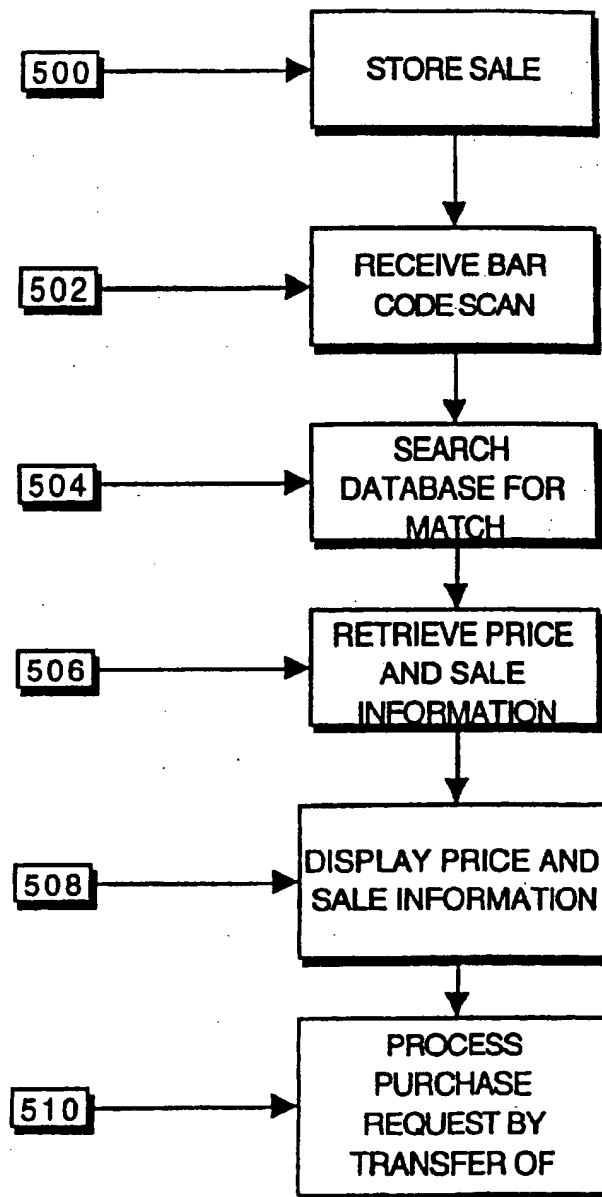 500
STORE SALE
502
RECEIVE BAR
CODE SCAN
504
SEARCH
DATABASE FOR
MATCH
506
RETRIEVE PRICE
AND SALE
INFORMATION
508
DISPLAY PRICE AND
SALE INFORMATION
510
PROCESS
PURCHASE
REQUEST BY
TRANSFER OF